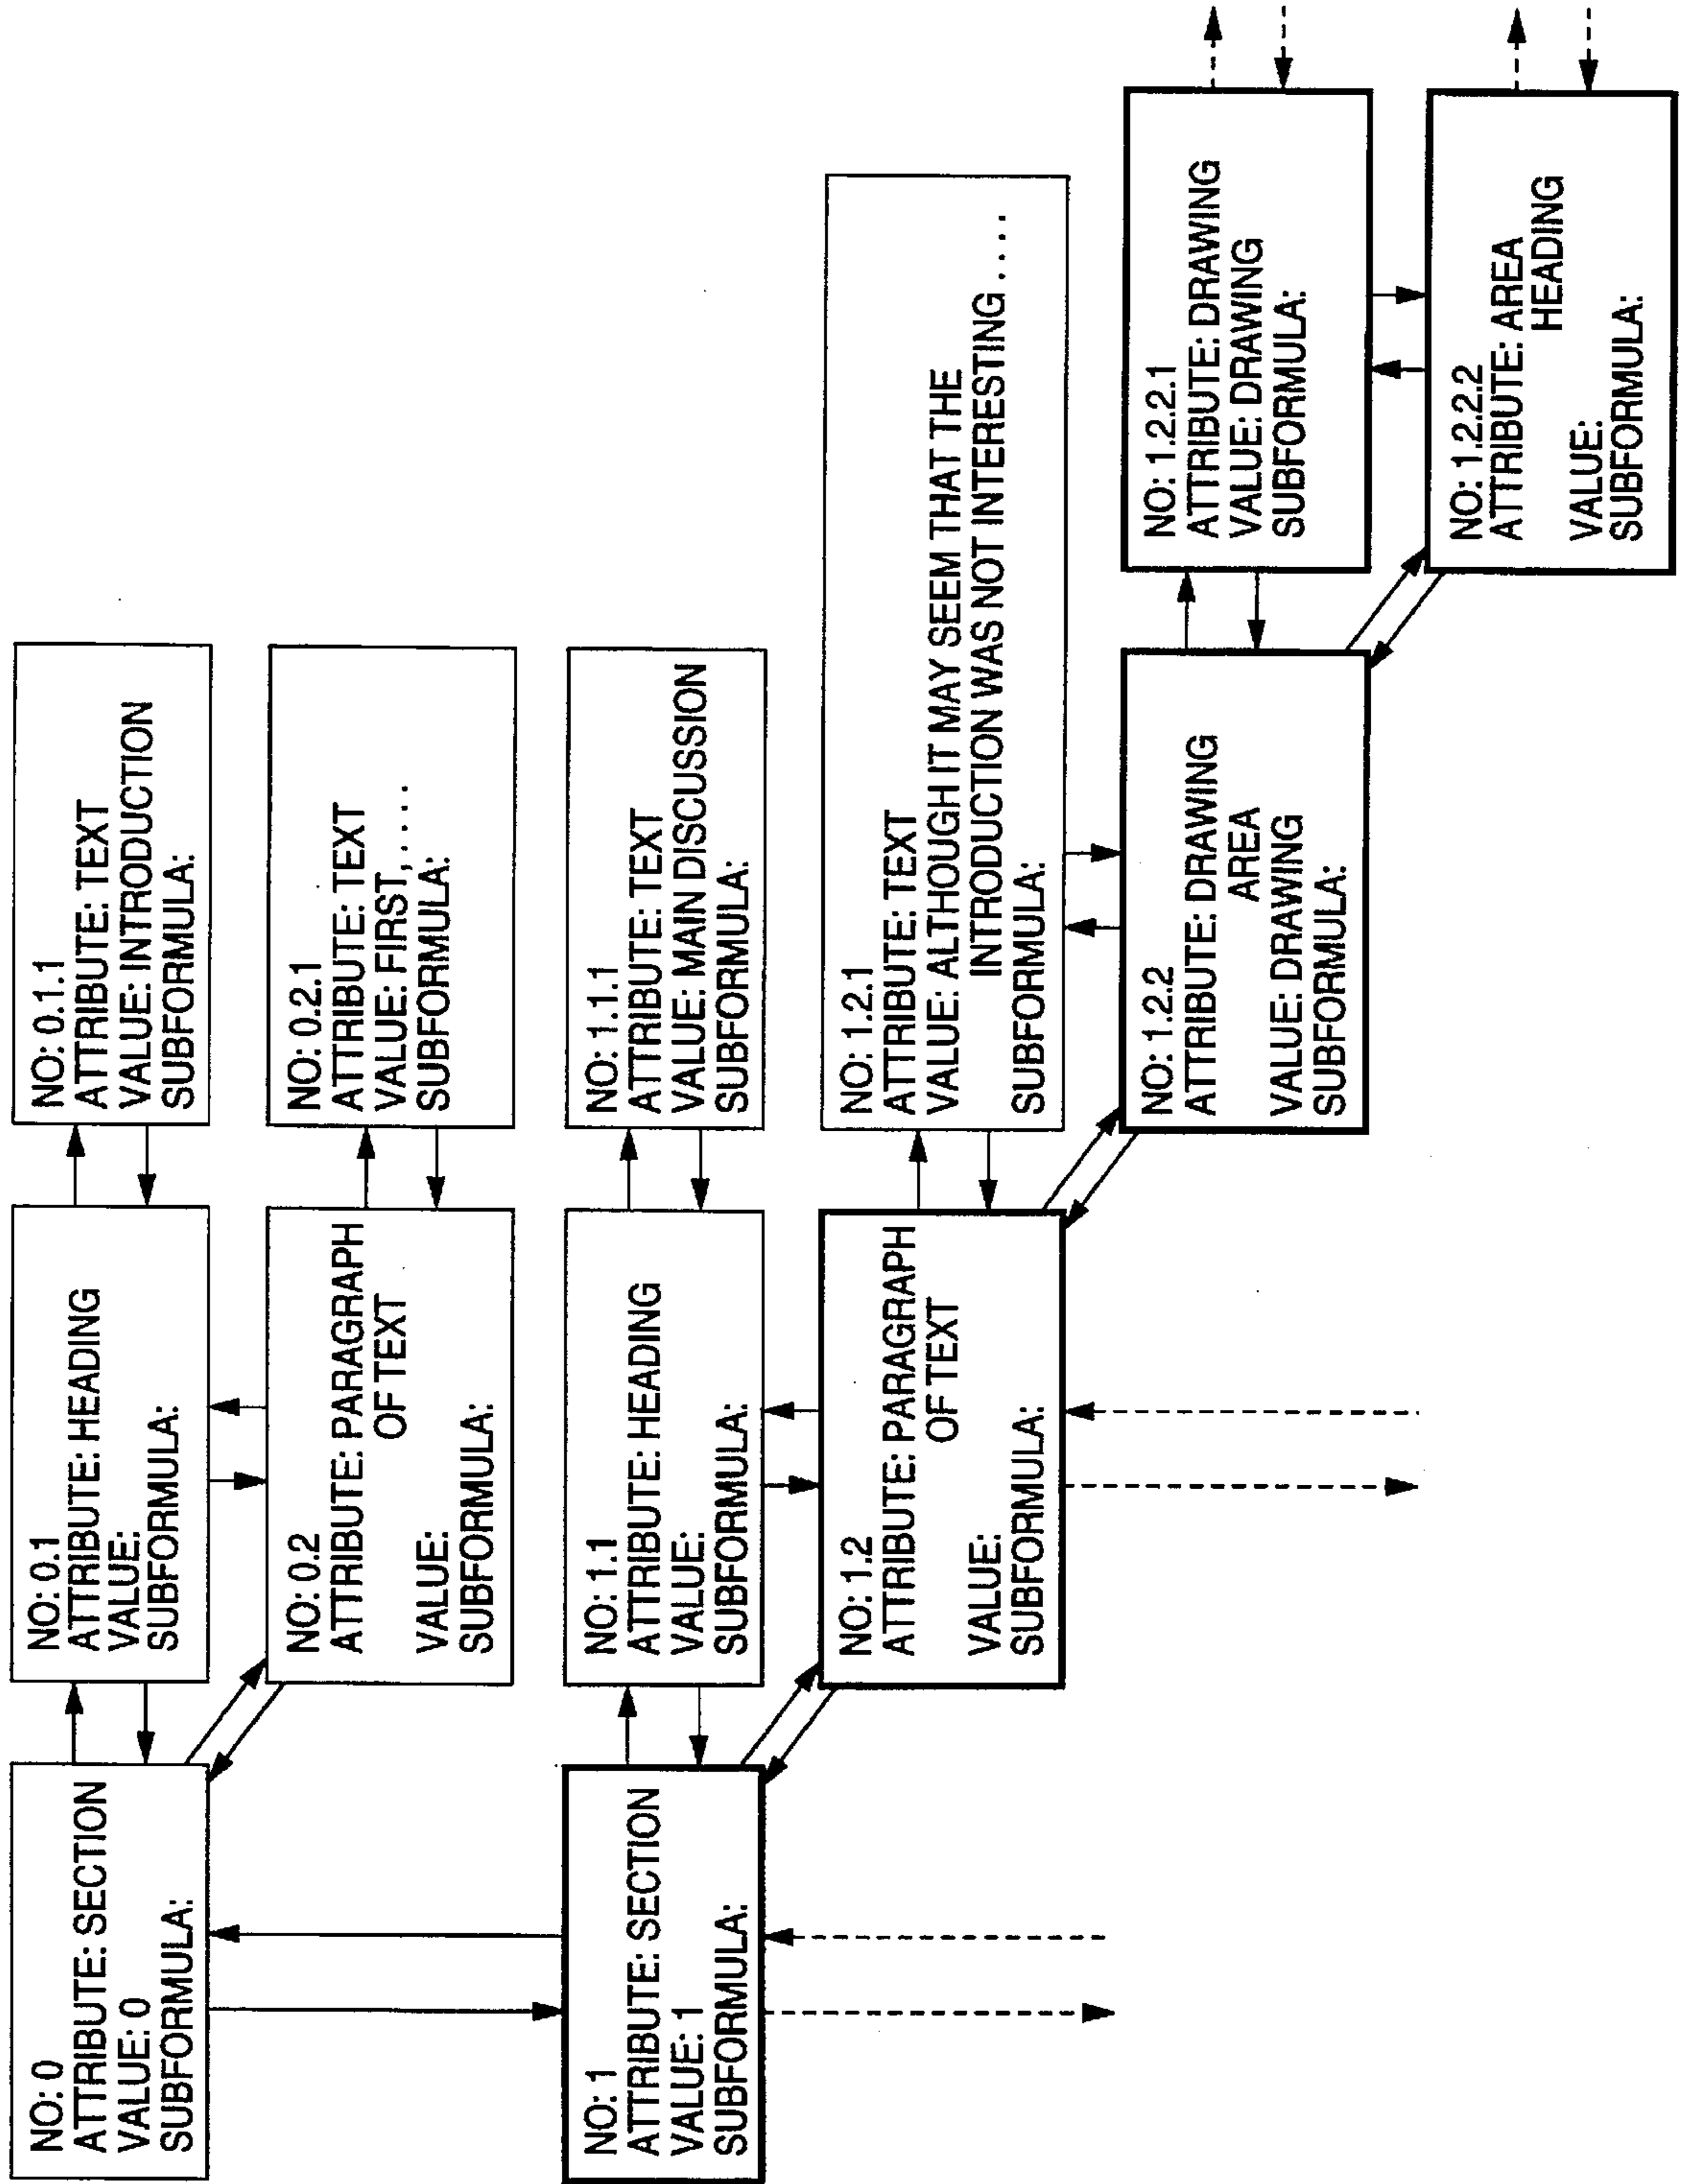 NO: 0
ATTRIBUTE: SECTION
VALUE: 0
SUBFORMULA:
NO: 0.1
ATTRIBUTE: HEADING
VALUE:
SUBFORMULA:
NO: 0.1.1
ATTRIBUTE: TEXT
VALUE: INTRODUCTION
SUBFORMULA:
NO: 0.2
ATTRIBUTE: PARAGRAPH
OF TEXT
VALUE:
SUBFORMULA:
NO: 0.2.1
ATTRIBUTE: TEXT
VALUE: FIRST,....
SUBFORMULA:
NO: 1
ATTRIBUTE: SECTION
VALUE: 1
SUBFORMULA:
NO: 1.1
ATTRIBUTE: HEADING
VALUE:
SUBFORMULA:
NO: 1.1.1
ATTRIBUTE: TEXT
VALUE: MAIN DISCUSSION
SUBFORMULA:
NO: 1.2
ATTRIBUTE: PARAGRAPH
OF TEXT
VALUE:
SUBFORMULA:
NO: 1.2.1
ATTRIBUTE: TEXT
VALUE: ALTHOUGH IT MAY SEEM THAT THE
INTRODUCTION WAS NOT INTERESTING....
SUBFORMULA:
NO: 1.2.2
ATTRIBUTE: DRAWING
AREA
VALUE: DRAWING
SUBFORMULA:
NO: 1.2.2.1
ATTRIBUTE: DRAWING
VALUE: DRAWING
SUBFORMULA:
NO: 1.2.2.2
ATTRIBUTE: AREA
HEADING
VALUE:
SUBFORMULA: